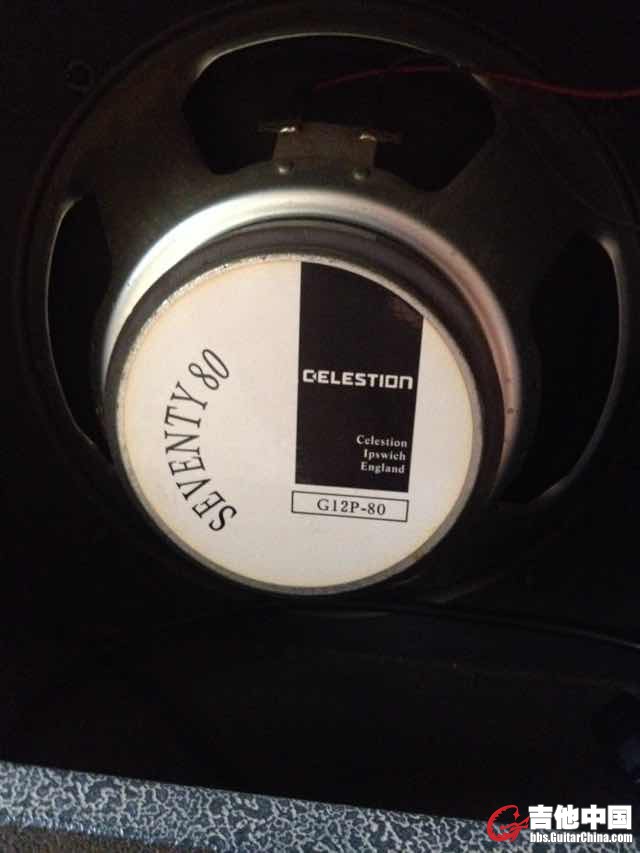 SEVENTY 80
CELESTION
Celestion
Ipswich
England
G12P-80
吉他中国
bbs.GuitarChina.com